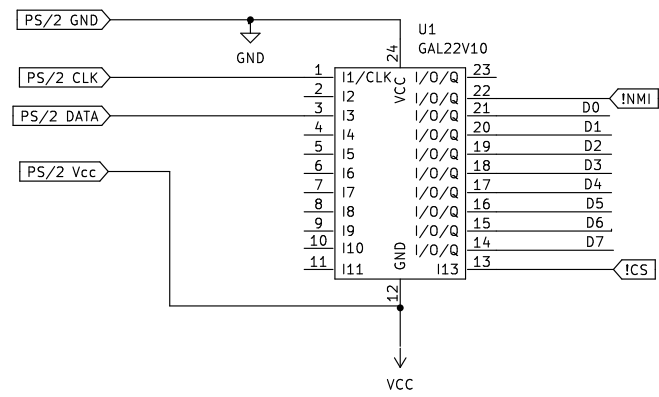 PS/2 GND
GND
U1
GAL22V10
24
VCC
PS/2 CLK
1
I1/CLK
I/O/Q
23
2
I2
I/O/Q
22
!NMI
PS/2 DATA
3
I3
I/O/Q
21
D0
4
I4
I/O/Q
20
D1
5
I5
I/O/Q
19
D2
PS/2 Vcc
6
I6
I/O/Q
18
D3
7
I7
I/O/Q
17
D4
8
I8
I/O/Q
16
D5
9
I9
I/O/Q
15
D6
10
I10
I/O/Q
14
D7
11
I11
GND
I13
13
!CS
12
VCC